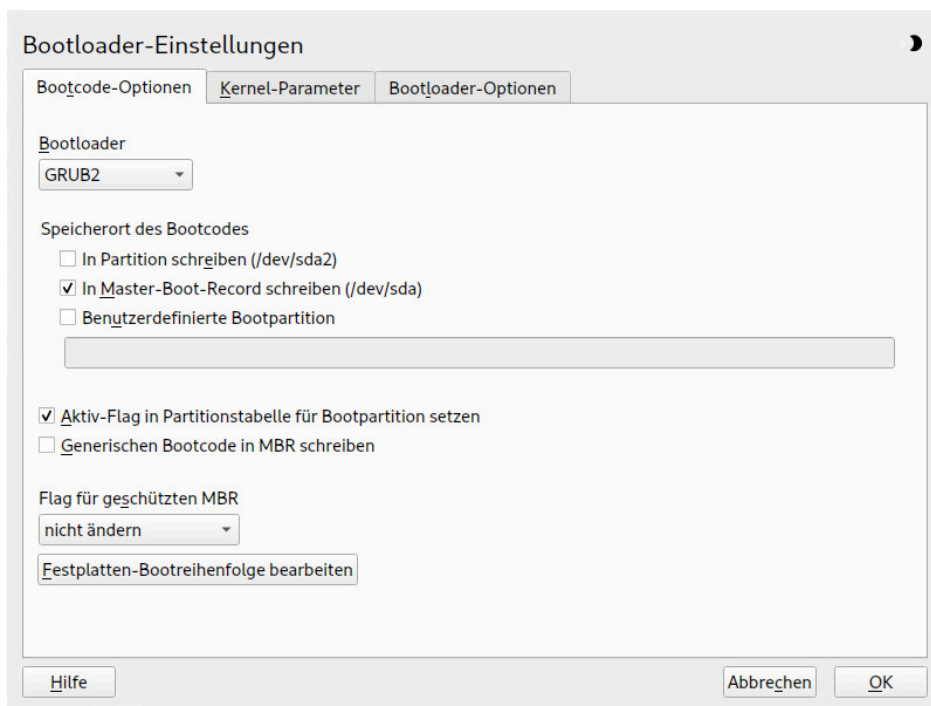 Bootloader-Einstellungen
Bootcode-Optionen Kernel-Parameter Bootloader-Optionen
Bootloader
GRUB2
Speicherort des Bootcodes
In Partition schreiben (/dev/sda2)
In Master-Boot-Record schreiben (/dev/sda)
Benutzerdefinierte Bootpartition
Aktiv-Flag in Partitionstabelle für Bootpartition setzen
Generischen Bootcode in MBR schreiben
Flag für geschützten MBR
nicht ändern
Festplatten-Bootreihenfolge bearbeiten
Hilfe Abbrechen OK